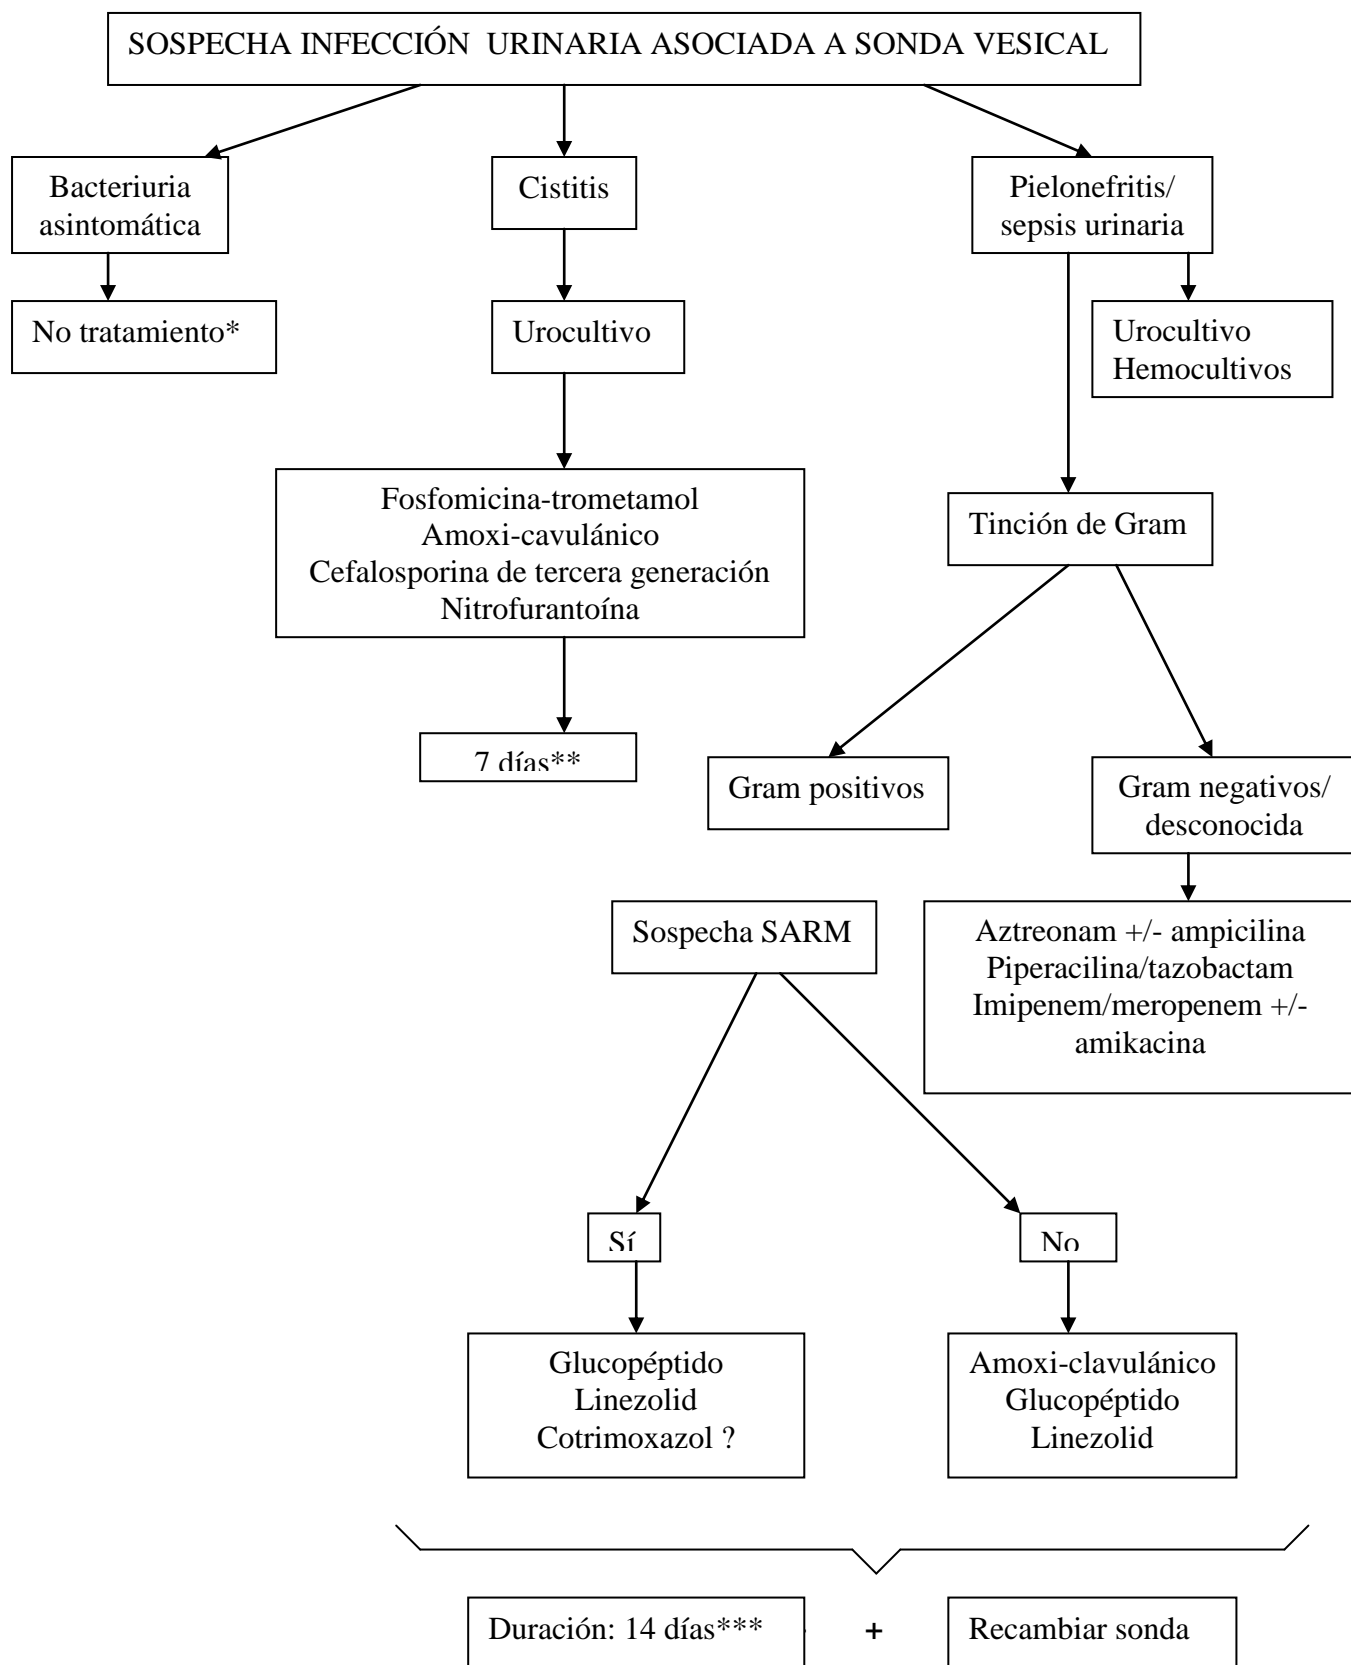 SOSPECHA INFECCIÓN URINARIA ASOCIADA A SONDA VESICAL
Bacteriuria
asintomática
Cistitis
Pielonefritis/
sepsis urinaria
No tratamiento*
Urocultivo
Urocultivo
Hemocultivos
Fosfomicina-trometamol
Amoxi-cavulánico
Cefalosporina de tercera generación
Nitrofurantoína
Tinción de Gram
7 días**
Gram positivos
Gram negativos/
desconocida
Sospecha SARM
Aztreonam +/- ampicilina
Piperacilina/tazobactam
Imipenem/meropenem +/-
amikacina
Sí
No
Glucopéptido
Linezolid
Cotrimoxazol ?
Amoxi-clavulánico
Glucopéptido
Linezolid
Duración: 14 días***
+
Recambiar sonda